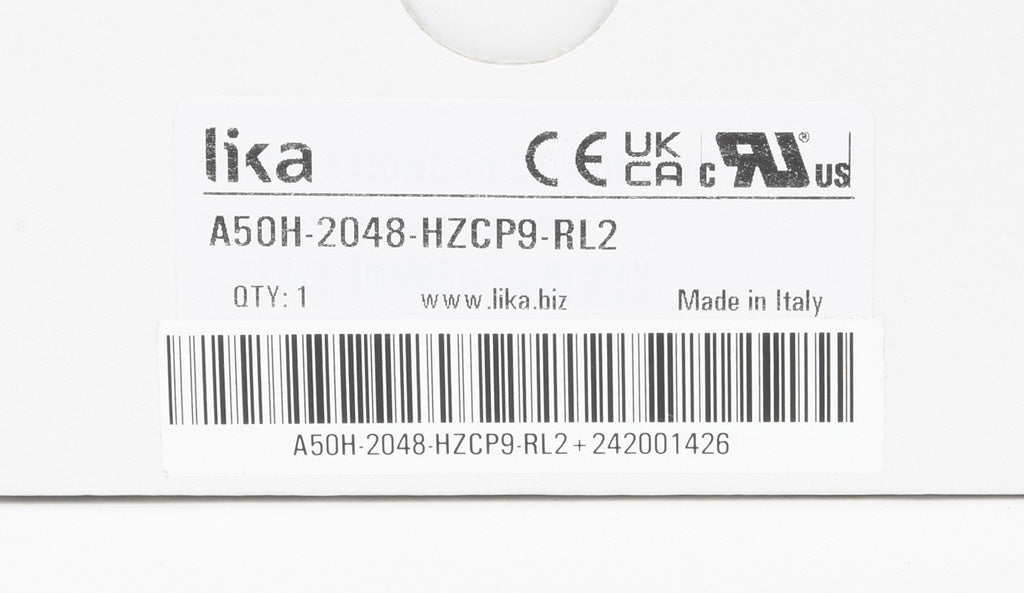 lika CE UK CA c RU ® US
A50H-2048-HZCP9-RL2
QTY: 1 www.lika.biz Made in Italy
A50H-2048-HZCP9-RL2+242001426